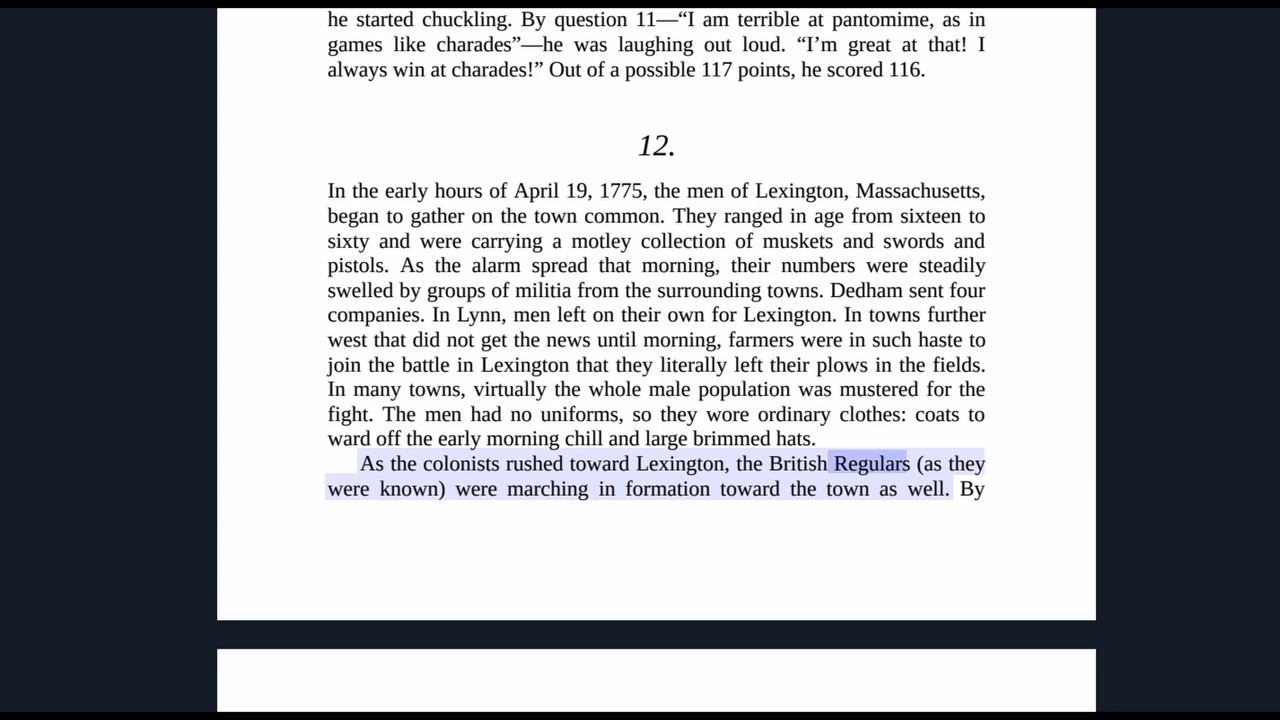 he started chuckling. By question 11—“I am terrible at pantomime, as in
games like charades”—he was laughing out loud. “I’m great at that! I
always win at charades!” Out of a possible 117 points, he scored 116.
12.
In the early hours of April 19, 1775, the men of Lexington, Massachusetts,
began to gather on the town common. They ranged in age from sixteen to
sixty and were carrying a motley collection of muskets and swords and
pistols. As the alarm spread that morning, their numbers were steadily
swelled by groups of militia from the surrounding towns. Dedham sent four
companies. In Lynn, men left on their own for Lexington. In towns further
west that did not get the news until morning, farmers were in such haste to
join the battle in Lexington that they literally left their plows in the fields.
In many towns, virtually the whole male population was mustered for the
fight. The men had no uniforms, so they wore ordinary clothes: coats to
ward off the early morning chill and large brimmed hats.
As the colonists rushed toward Lexington, the British Regulars (as they
were known) were marching in formation toward the town as well. By